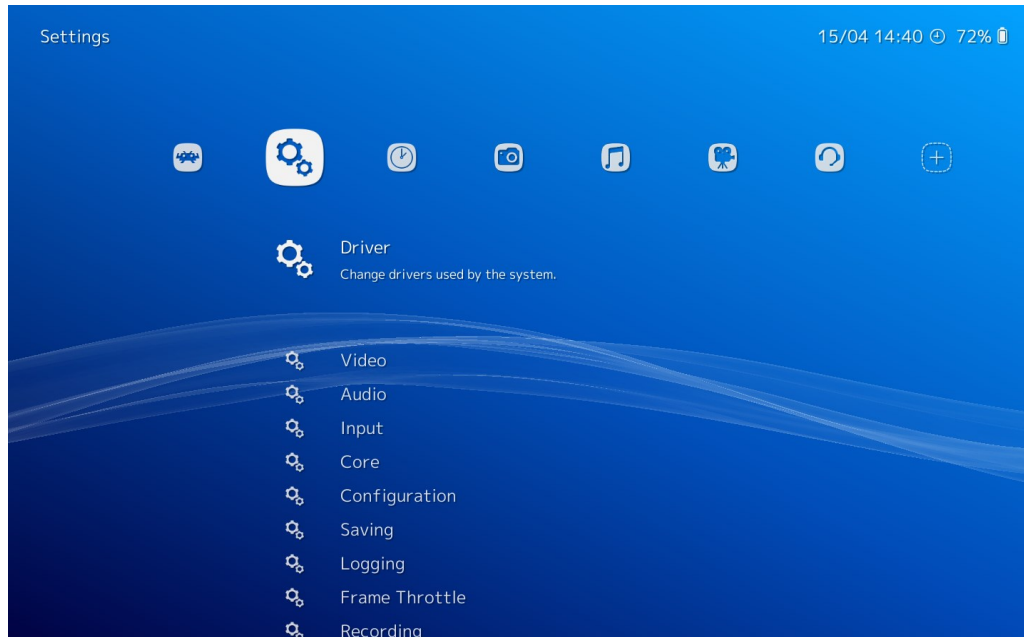 Settings
15/04 14:40 72%
Driver
Change drivers used by the system.
Video
Audio
Input
Core
Configuration
Saving
Logging
Frame Throttle
Recording